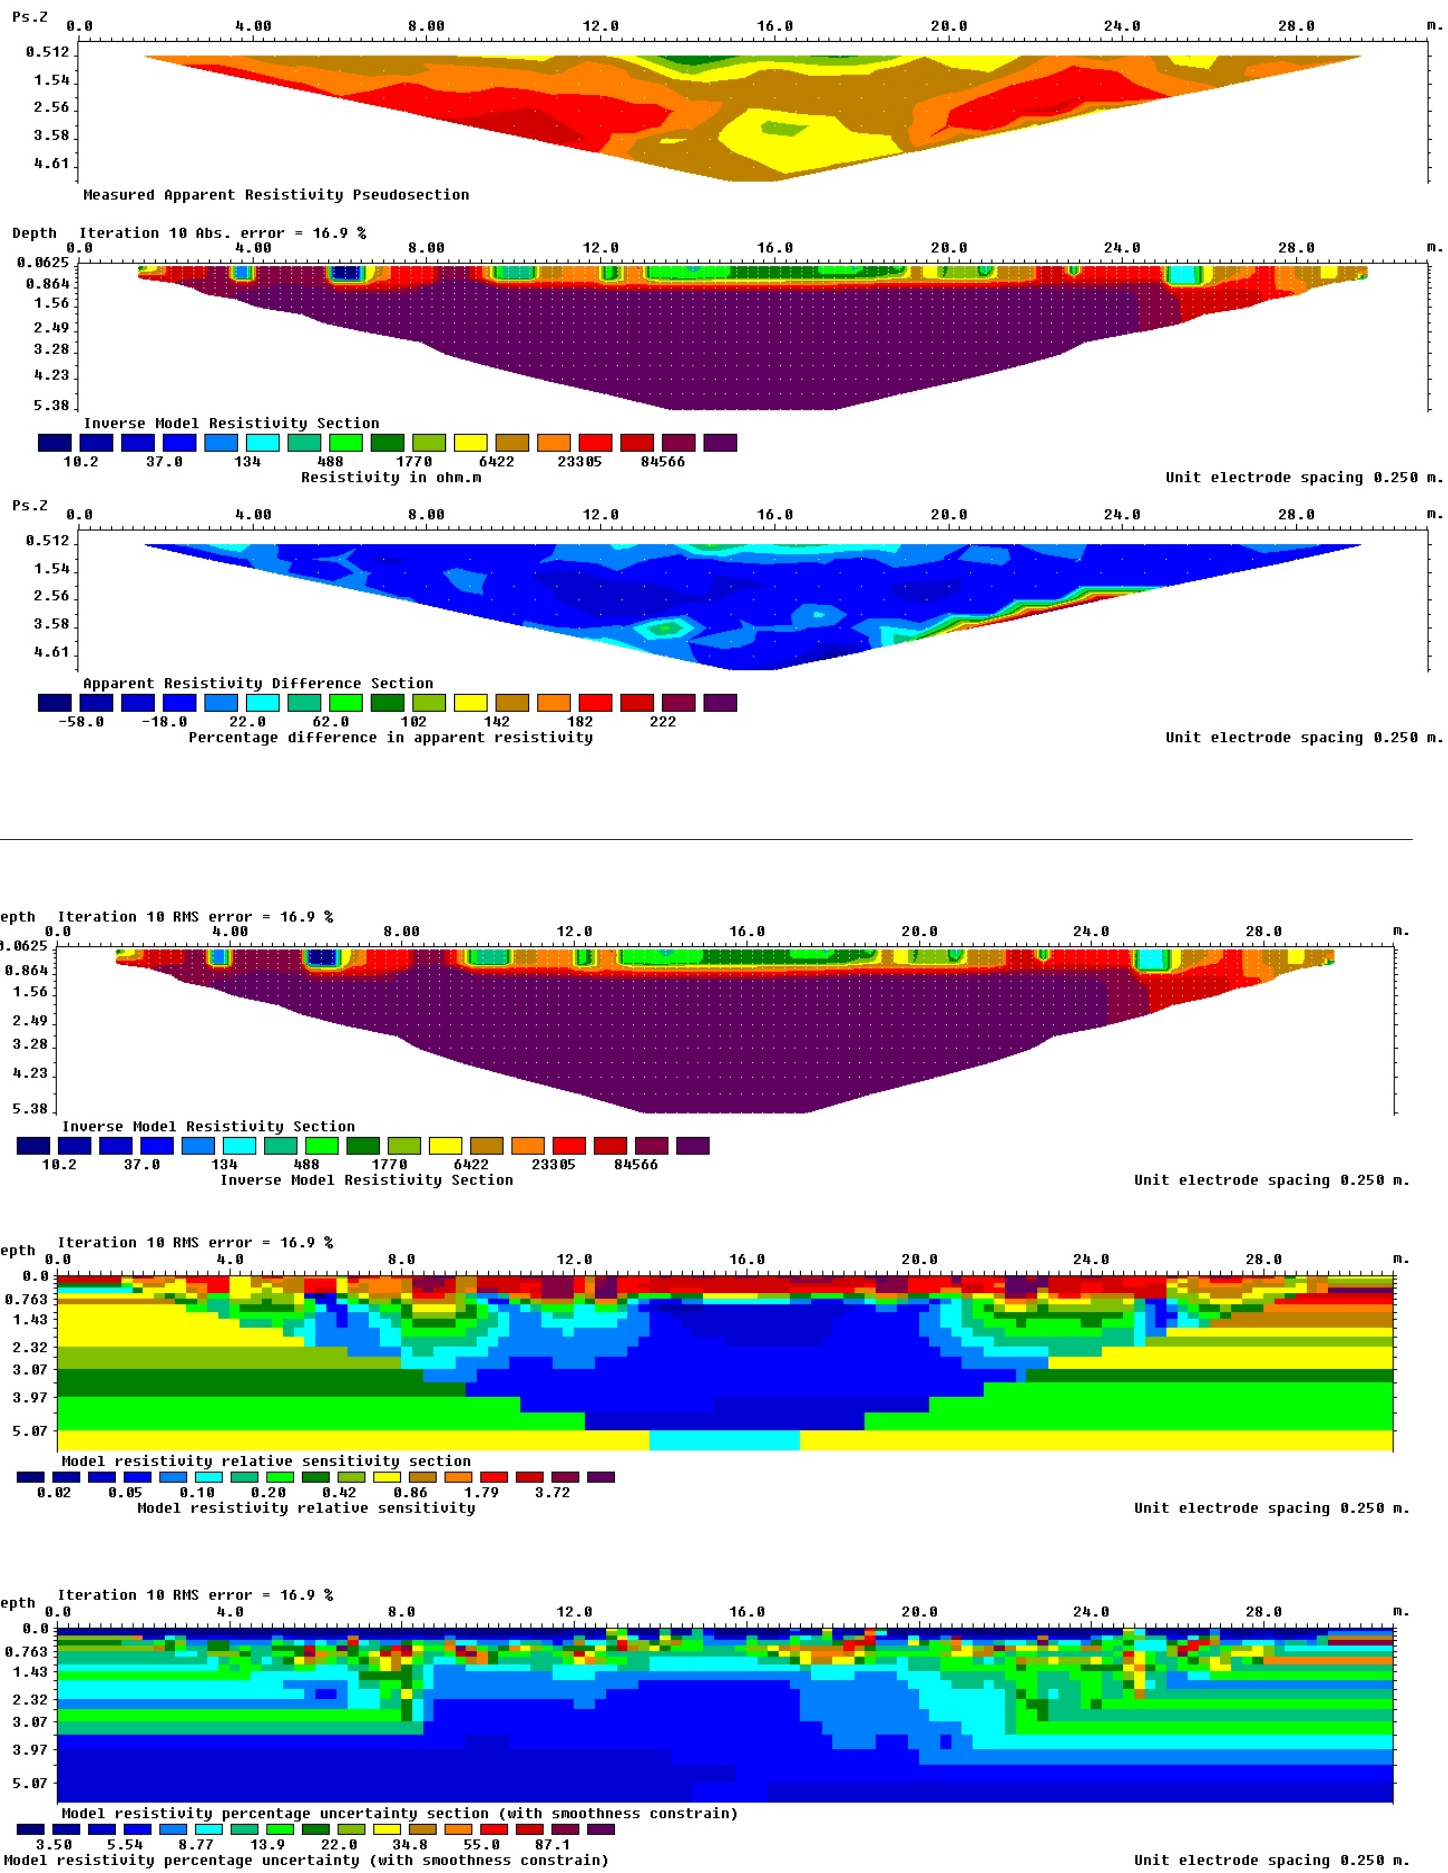 Ps.Z
0.0 4.00 8.00 12.0 16.0 20.0 24.0 28.0 m.
0.512
1.54
2.56
3.58
4.61
Measured Apparent Resistivity Pseudosection
Depth Iteration 10 Abs. error = 16.9 %
0.0 4.00 8.00 12.0 16.0 20.0 24.0 28.0 m.
0.0625
0.864
1.56
2.49
3.28
4.23
5.38
Inverse Model Resistivity Section
10.2 37.0 134 488 1770 6422 23305 84566
Resistivity in ohm.m Unit electrode spacing 0.250 m.
Ps.Z
0.0 4.00 8.00 12.0 16.0 20.0 24.0 28.0 m.
0.512
1.54
2.56
3.58
4.61
Apparent Resistivity Difference Section
-58.0 -18.0 22.0 62.0 102 142 182 222
Percentage difference in apparent resistivity Unit electrode spacing 0.250 m.
epth Iteration 10 RMS error = 16.9 %
0.0 4.00 8.00 12.0 16.0 20.0 24.0 28.0 m.
0.0625
0.864
1.56
2.49
3.28
4.23
5.38
Inverse Model Resistivity Section
10.2 37.0 134 488 1770 6422 23305 84566
Inverse Model Resistivity Section Unit electrode spacing 0.250 m.
epth Iteration 10 RMS error = 16.9 %
0.0 4.0 8.0 12.0 16.0 20.0 24.0 28.0 m.
0.0
0.763
1.43
2.32
3.07
3.97
5.07
Model resistivity relative sensitivity section
0.02 0.05 0.10 0.20 0.42 0.86 1.79 3.72
Model resistivity relative sensitivity Unit electrode spacing 0.250 m.
epth Iteration 10 RMS error = 16.9 %
0.0 4.0 8.0 12.0 16.0 20.0 24.0 28.0 m.
0.0
0.763
1.43
2.32
3.07
3.97
5.07
Model resistivity percentage uncertainty section (with smoothness constrain)
3.50 5.54 8.77 13.9 22.0 34.8 55.0 87.1
Model resistivity percentage uncertainty (with smoothness constrain) Unit electrode spacing 0.250 m.